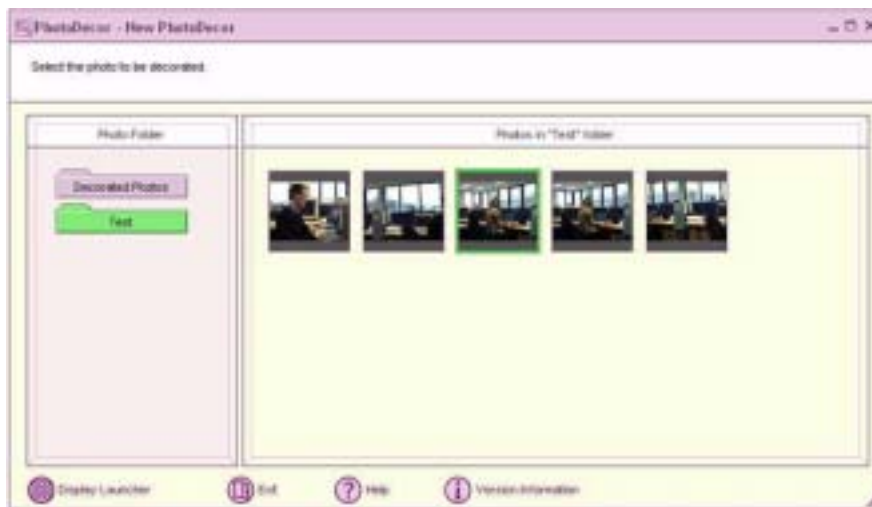 PhotoDecor - New PhotoDecor
Select the photo to be decorated.
Photo Folder
Photos in "Test" folder
Decorated Photos
Test
Display Launcher
Exit
Help
Version Information